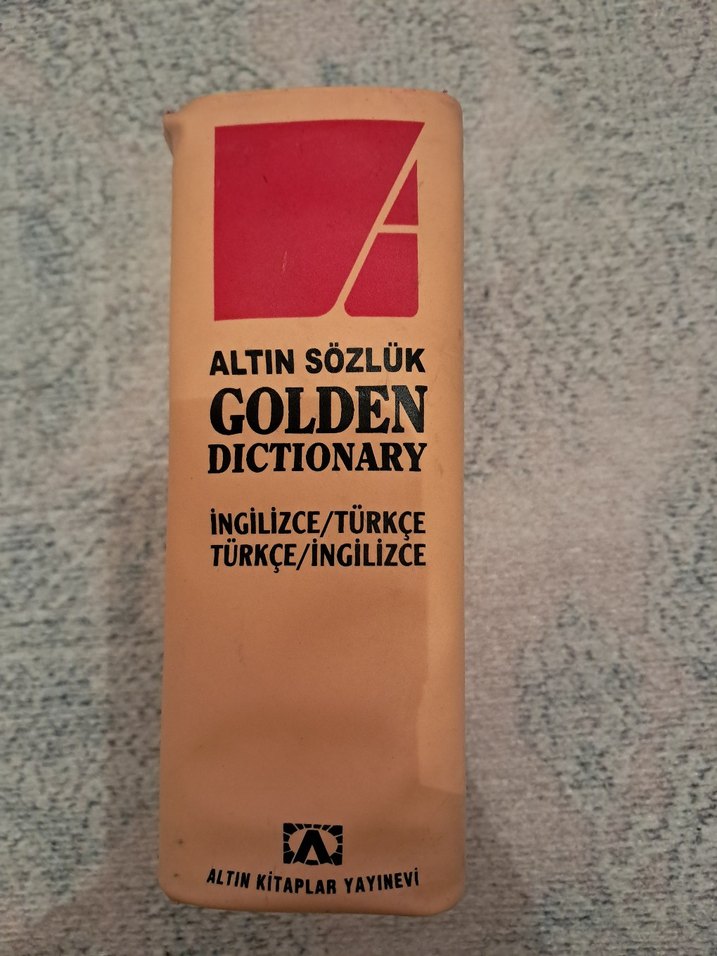 ALTIN SÖZLÜK
GOLDEN
DICTIONARY
İNGİLİZCE/TÜRKÇE
TÜRKÇE/İNGİLİZCE
ALTIN KİTAPLAR YAYINEVİ